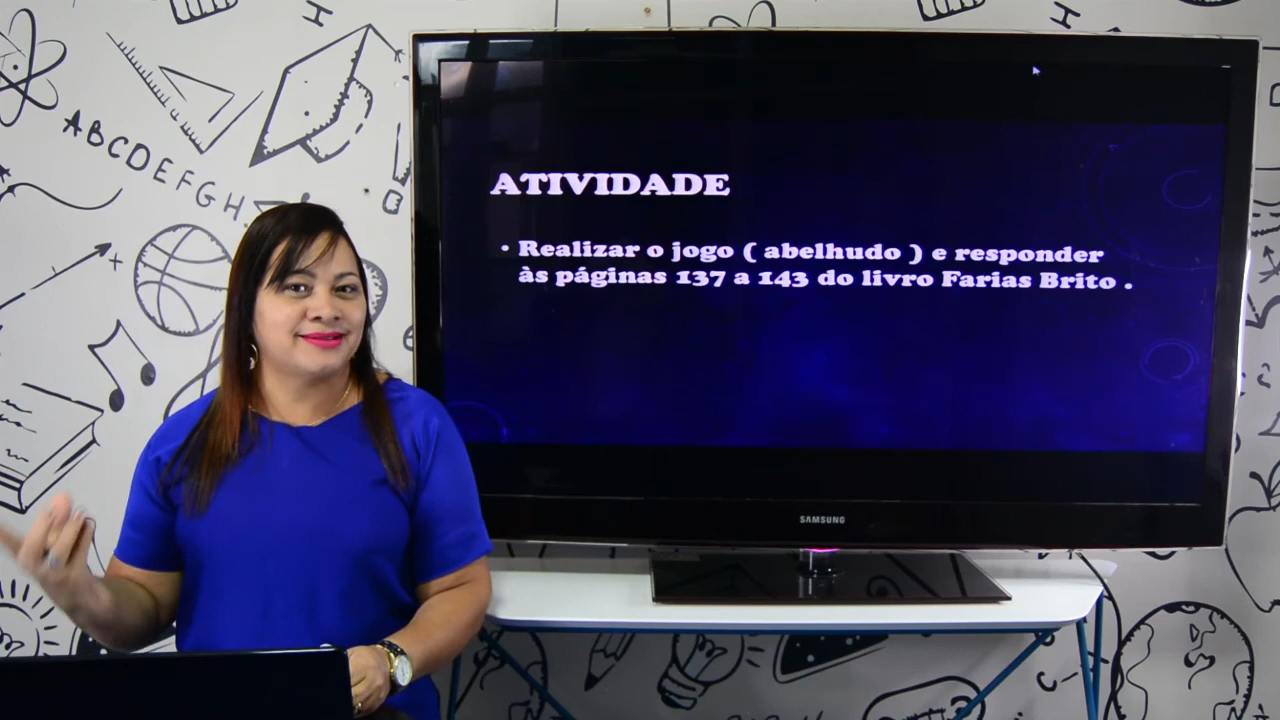 H
H
ABCDEFGH
ATIVIDADE
• Realizar o jogo ( abelhudo ) e responder
às páginas 137 a 143 do livro Farias Brito .
SAMSUNG